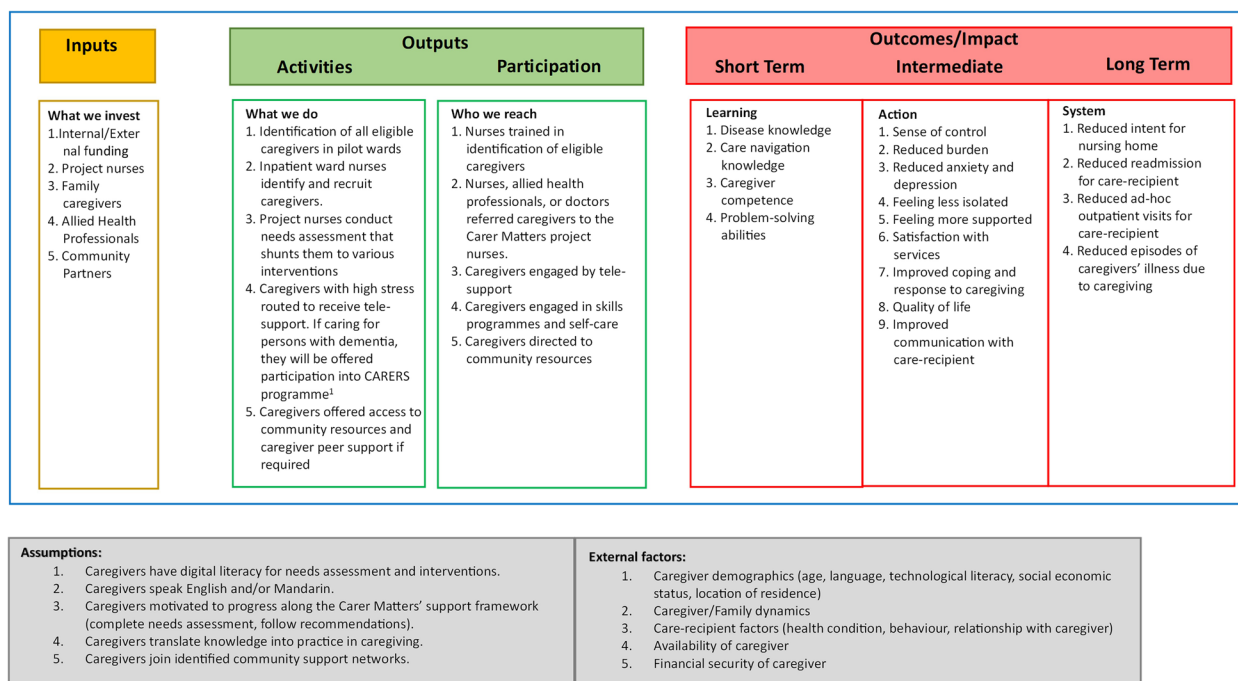 Inputs
Outputs
Activities
Participation
Outcomes/Impact
Short Term
Intermediate
Long Term
What we invest
1.Internal/Exter
nal funding
2. Project nurses
3. Family
caregivers
4. Allied Health
Professionals
5. Community
Partners
What we do
1. Identification of all eligible
caregivers in pilot wards
2. Inpatient ward nurses
identify and recruit
caregivers.
3. Project nurses conduct
needs assessment that
shunts them to various
interventions
4. Caregivers with high stress
routed to receive tele-
support. If caring for
persons with dementia,
they will be offered
participation into CARERS
programme¹
5. Caregivers offered access to
community resources and
caregiver peer support if
required
Who we reach
1. Nurses trained in
identification of eligible
caregivers
2. Nurses, allied health
professionals, or doctors
referred caregivers to the
Carer Matters project
nurses.
3. Caregivers engaged by tele-
support
4. Caregivers engaged in skills
programmes and self-care
5. Caregivers directed to
community resources
Learning
1. Disease knowledge
2. Care navigation
knowledge
3. Caregiver
competence
4. Problem-solving
abilities
Action
1. Sense of control
2. Reduced burden
3. Reduced anxiety and
depression
4. Feeling less isolated
5. Feeling more supported
6. Satisfaction with
services
7. Improved coping and
response to caregiving
8. Quality of life
9. Improved
communication with
care-recipient
System
1. Reduced intent for
nursing home
2. Reduced readmission
for care-recipient
3. Reduced ad-hoc
outpatient visits for
care-recipient
4. Reduced episodes of
caregivers’ illness due
to caregiving
Assumptions:
1. Caregivers have digital literacy for needs assessment and interventions.
2. Caregivers speak English and/or Mandarin.
3. Caregivers motivated to progress along the Carer Matters’ support framework
(complete needs assessment, follow recommendations).
4. Caregivers translate knowledge into practice in caregiving.
5. Caregivers join identified community support networks.
External factors:
1. Caregiver demographics (age, language, technological literacy, social economic
status, location of residence)
2. Caregiver/Family dynamics
3. Care-recipient factors (health condition, behaviour, relationship with caregiver)
4. Availability of caregiver
5. Financial security of caregiver